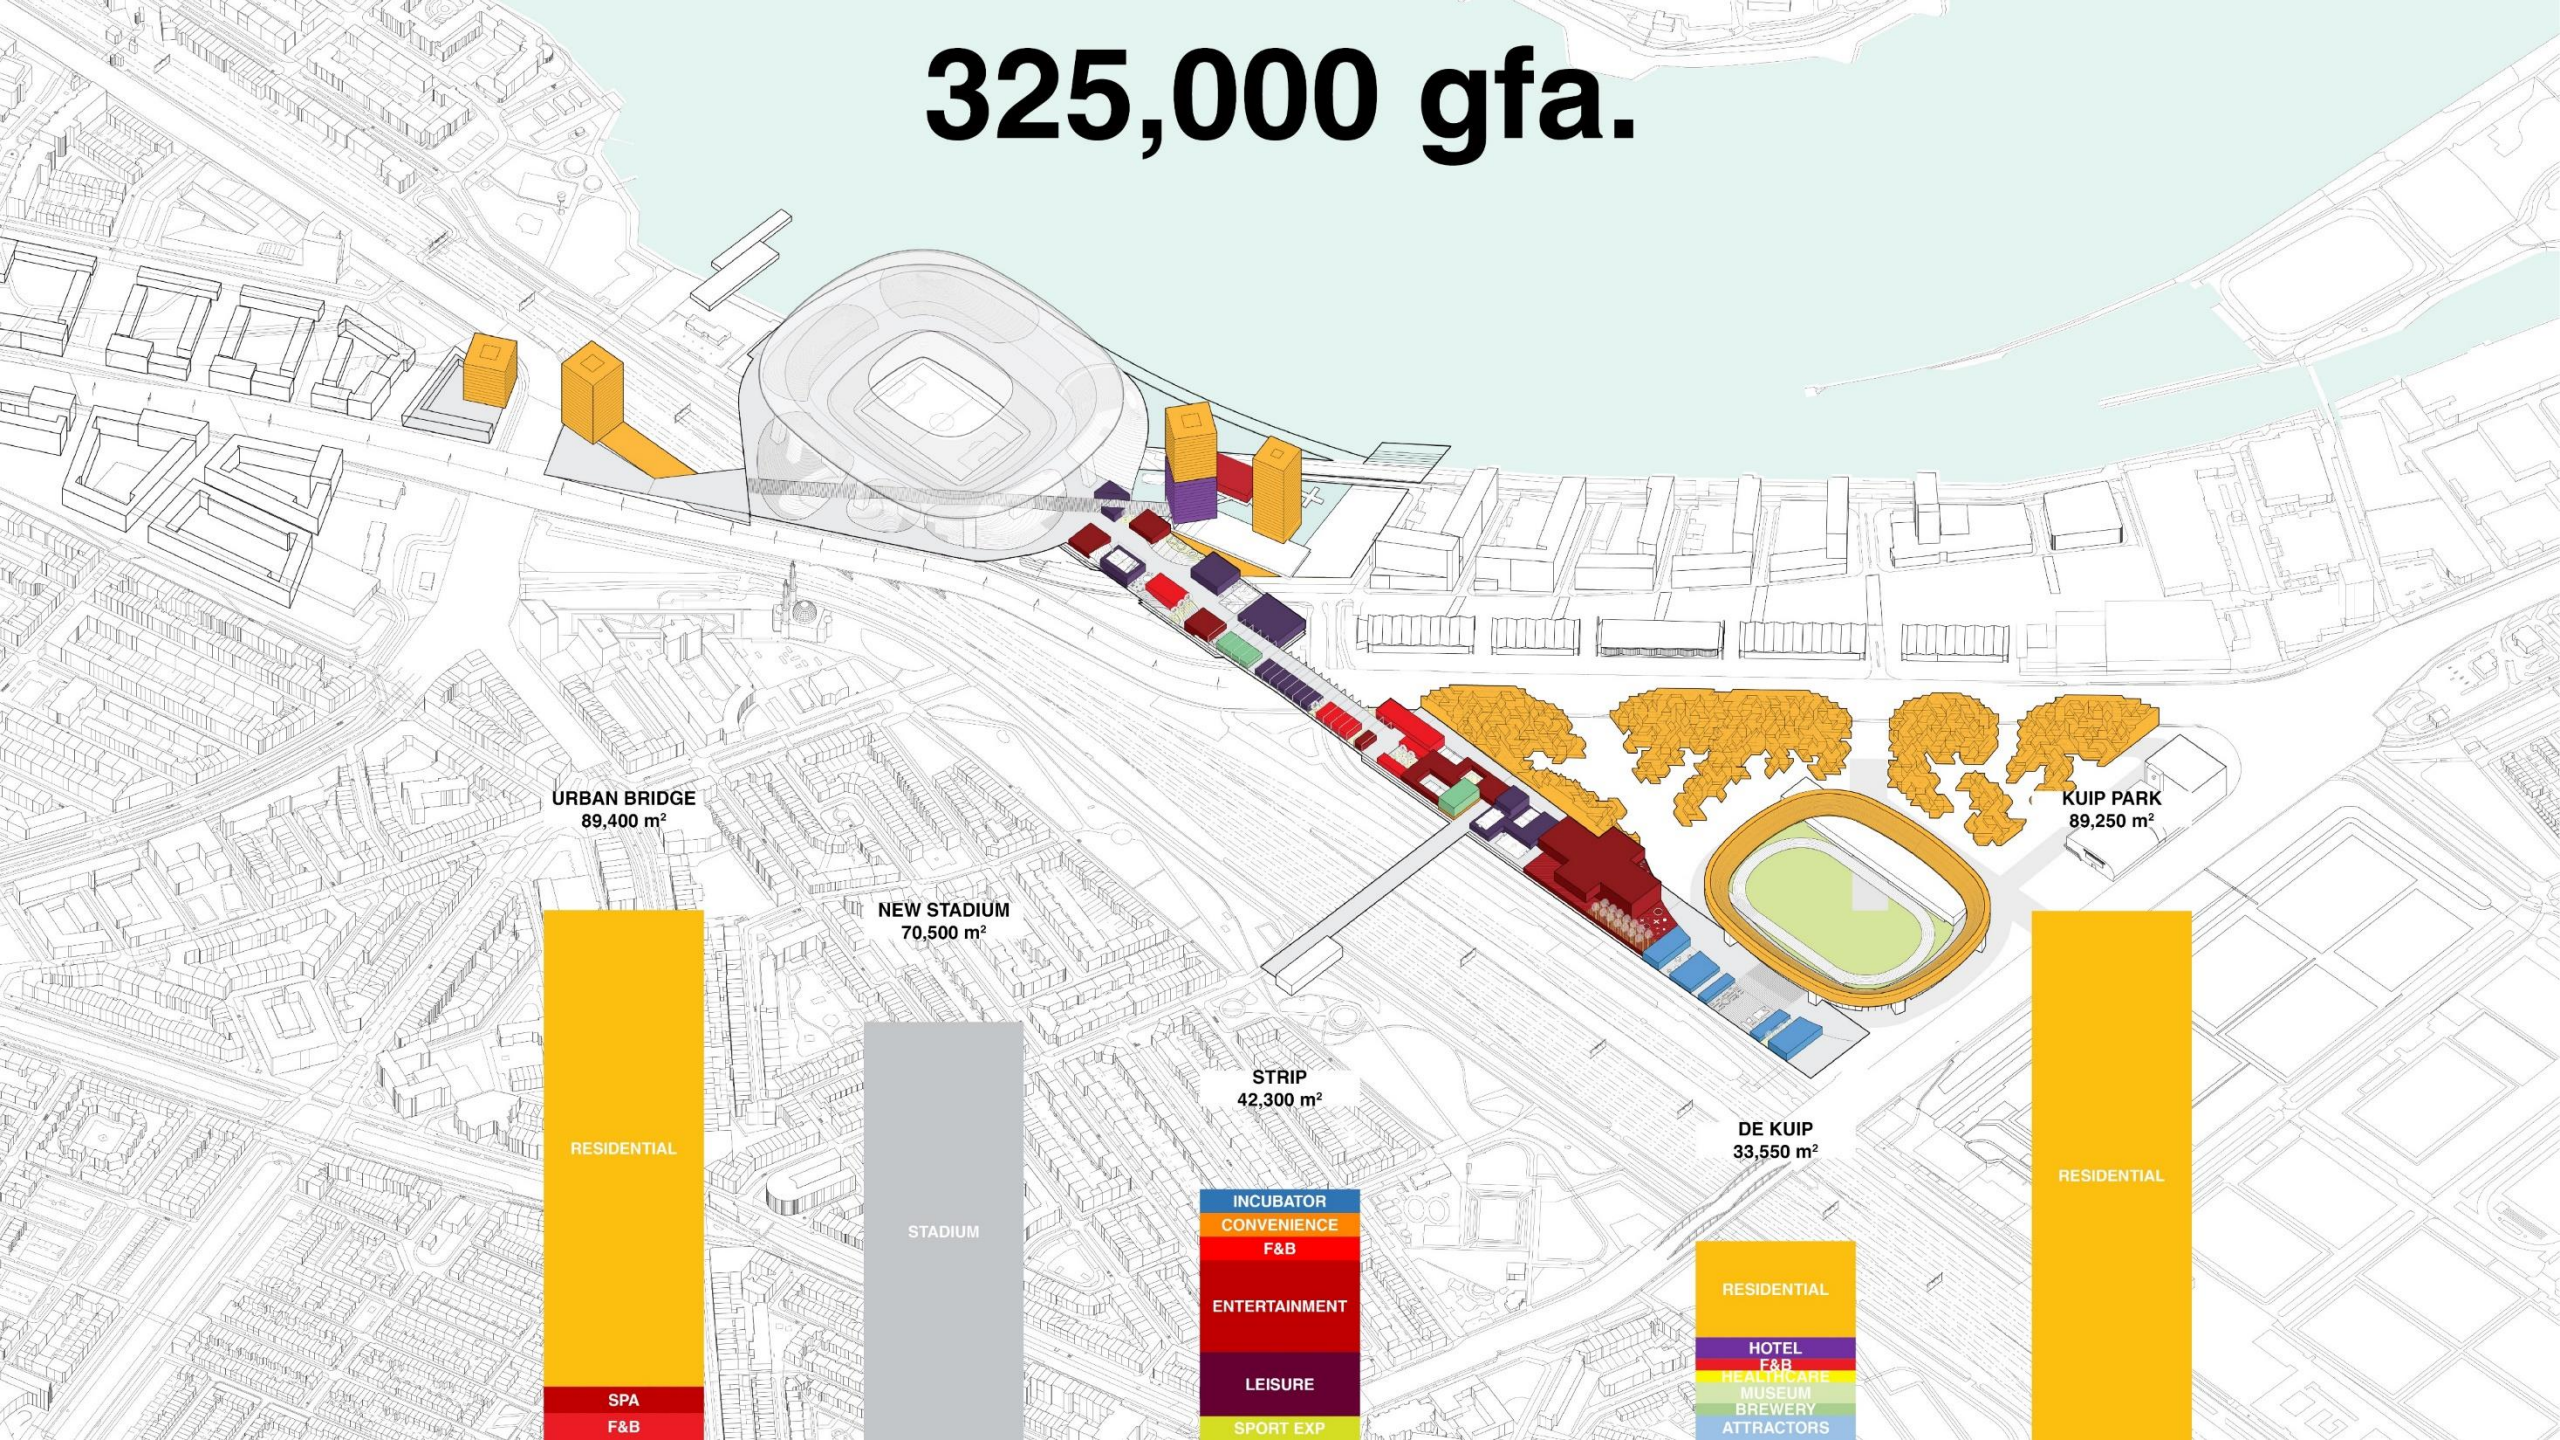 325,000 gfa.
URBAN BRIDGE
89,400 m²
RESIDENTIAL
SPA
F&B
NEW STADIUM
70,500 m²
STADIUM
STRIP
42,300 m²
INCUBATOR
CONVENIENCE
F&B
ENTERTAINMENT
LEISURE
SPORT EXP
DE KUIP
33,550 m²
RESIDENTIAL
HOTEL
F&B
HEALTHCARE
MUSEUM
BREWERY
ATTRACTORS
KUIP PARK
89,250 m²
RESIDENTIAL